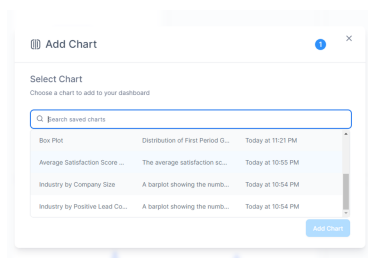 Add Chart
1
Select Chart
Choose a chart to add to your dashboard
Search saved charts
Box Plot Distribution of First Period G... Today at 11:21 PM
Average Satisfaction Score ... The average satisfaction sc... Today at 10:55 PM
Industry by Company Size A barplot showing the numb... Today at 10:54 PM
Industry by Positive Lead Co... A barplot showing the numb... Today at 10:54 PM
Add Chart